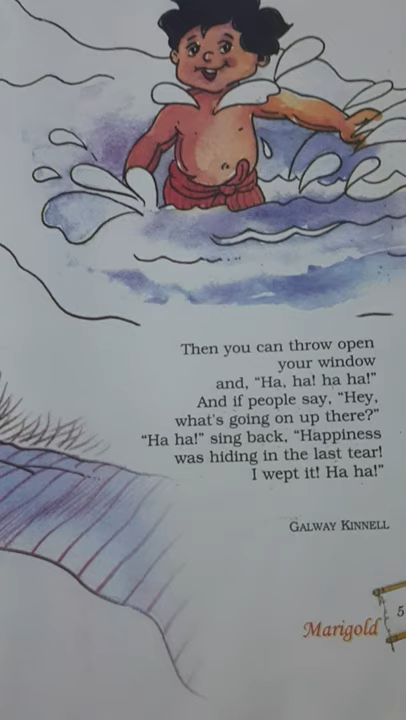 Then you can throw open
your window
and, “Ha, ha! ha ha!”
And if people say, “Hey,
what's going on up there?”
“Ha ha!” sing back, “Happiness
was hiding in the last tear!
I wept it! Ha ha!”
GALWAY KINNELL
Marigold
5